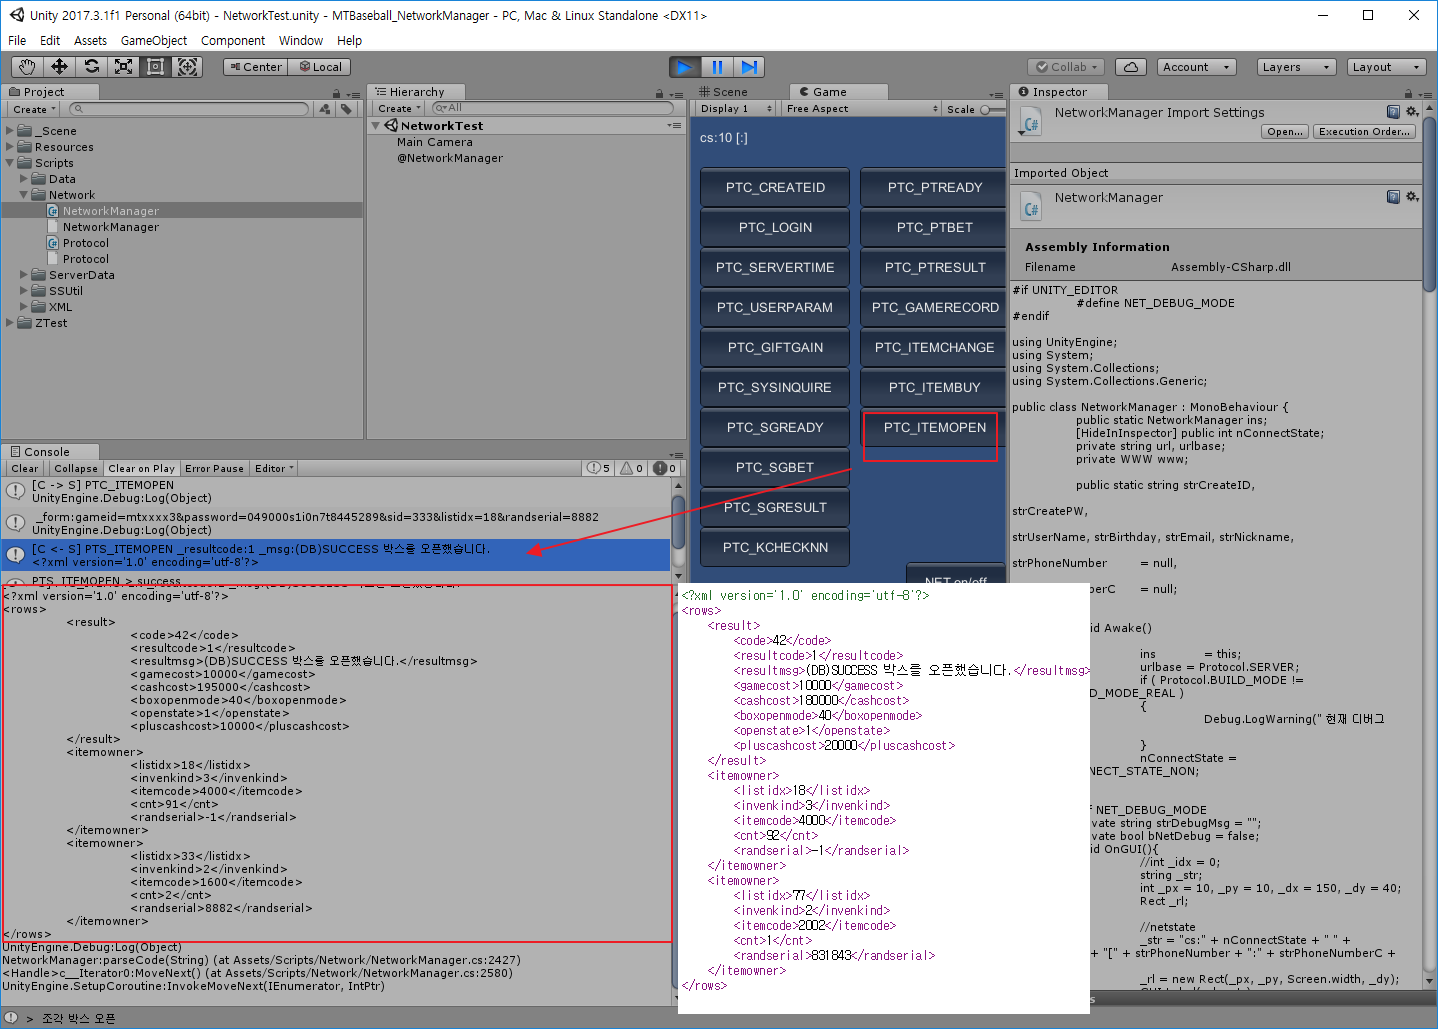 Unity 2017.3.1f1 Personal (64bit) - NetworkTest.unity - MTBaseball_NetworkManager - PC, Mac & Linux Standalone <DX11>
File Edit Assets GameObject Component Window Help
Center Local Collab Account Layers Layout
Project
Create
_Scene
Resources
Scripts
Data
Network
NetworkManager
NetworkManager
Protocol
Protocol
ServerData
SSUtil
XML
ZTest
Hierarchy
Create All
NetworkTest
Main Camera
@NetworkManager
Scene Game
Display 1 Free Aspect Scale
cs:10 [:]
PTC_CREATEID PTC_PTREADY
PTC_LOGIN PTC_PTBET
PTC_SERVERTIME PTC_PTRESULT
PTC_USERPARAM PTC_GAMERECORD
PTC_GIFTGAIN PTC_ITEMCHANGE
PTC_SYSINQUIRE PTC_ITEMBUY
PTC_SGREADY PTC_ITEMOPEN
PTC_SGBET
PTC_SGRESULT
PTC_KCHECKNN
NET on/off
Inspector
NetworkManager Import Settings
Open... Execution Order...
Imported Object
NetworkManager
Assembly Information
Filename Assembly-CSharp.dll
#if UNITY_EDITOR
#define NET_DEBUG_MODE
#endif
using UnityEngine;
using System;
using System.Collections;
using System.Collections.Generic;
public class NetworkManager : MonoBehaviour {
public static NetworkManager ins;
[HideInInspector] public int nConnectState;
private string url, urlbase;
private WWW www;
public static string strCreateID,
strCreatePW,
strUserName, strBirthday, strEmail, strNickname,
strPhoneNumber = null,
mberC = null;
id Awake()
ins = this;
urlbase = Protocol.SERVER;
if ( Protocol.BUILD_MODE !=
D_MODE_REAL )
{
Debug.LogWarning(" 현재 디버그
}
nConnectState =
NECT_STATE_NON;
f NET_DEBUG_MODE
vate string strDebugMsg = "";
vate bool bNetDebug = false;
id OnGUI(){
//int _idx = 0;
string _str;
int _px = 10, _py = 10, _dx = 150, _dy = 40;
Rect _rl;
//netstate
_str = "cs:" + nConnectState + " " +
+ "[" + strPhoneNumber + ":" + strPhoneNumberC +
_rl = new Rect(_px, _py, Screen.width, _dy);
Console
Clear Collapse Clear on Play Error Pause Editor 5 0 0
[C -> S] PTC_ITEMOPEN
UnityEngine.Debug:Log(Object)
_form:gameid=mtxxxx3&password=049000s1i0n7t8445289&sid=333&listidx=18&randserial=8882
UnityEngine.Debug:Log(Object)
[C <- S] PTS_ITEMOPEN _resultcode:1 _msg:(DB)SUCCESS 박스를 오픈했습니다.
<?xml version='1.0' encoding='utf-8'?>
PTS_ITEMOPEN > success
<?xml version='1.0' encoding='utf-8'?>
<rows>
<result>
<code>42</code>
<resultcode>1</resultcode>
<resultmsg>(DB)SUCCESS 박스를 오픈했습니다.</resultmsg>
<gamecost>10000</gamecost>
<cashcost>195000</cashcost>
<boxopenmode>40</boxopenmode>
<openstate>1</openstate>
<pluscashcost>10000</pluscashcost>
</result>
<itemowner>
<listidx>18</listidx>
<invenkind>3</invenkind>
<itemcode>4000</itemcode>
<cnt>91</cnt>
<randserial>-1</randserial>
</itemowner>
<itemowner>
<listidx>33</listidx>
<invenkind>2</invenkind>
<itemcode>1600</itemcode>
<cnt>2</cnt>
<randserial>8882</randserial>
</itemowner>
</rows>
UnityEngine.Debug:Log(Object)
NetworkManager:parseCode(String) (at Assets/Scripts/Network/NetworkManager.cs:2427)
<Handle>c__Iterator0:MoveNext() (at Assets/Scripts/Network/NetworkManager.cs:2580)
UnityEngine.SetupCoroutine:InvokeMoveNext(IEnumerator, IntPtr)
> 조각 박스 오픈
<?xml version='1.0' encoding='utf-8'?>
<rows>
<result>
<code>42</code>
<resultcode>1</resultcode>
<resultmsg>(DB)SUCCESS 박스를 오픈했습니다.</resultmsg>
<gamecost>10000</gamecost>
<cashcost>180000</cashcost>
<boxopenmode>40</boxopenmode>
<openstate>1</openstate>
<pluscashcost>20000</pluscashcost>
</result>
<itemowner>
<listidx>18</listidx>
<invenkind>3</invenkind>
<itemcode>4000</itemcode>
<cnt>92</cnt>
<randserial>-1</randserial>
</itemowner>
<itemowner>
<listidx>77</listidx>
<invenkind>2</invenkind>
<itemcode>2002</itemcode>
<cnt>1</cnt>
<randserial>831843</randserial>
</itemowner>
</rows>